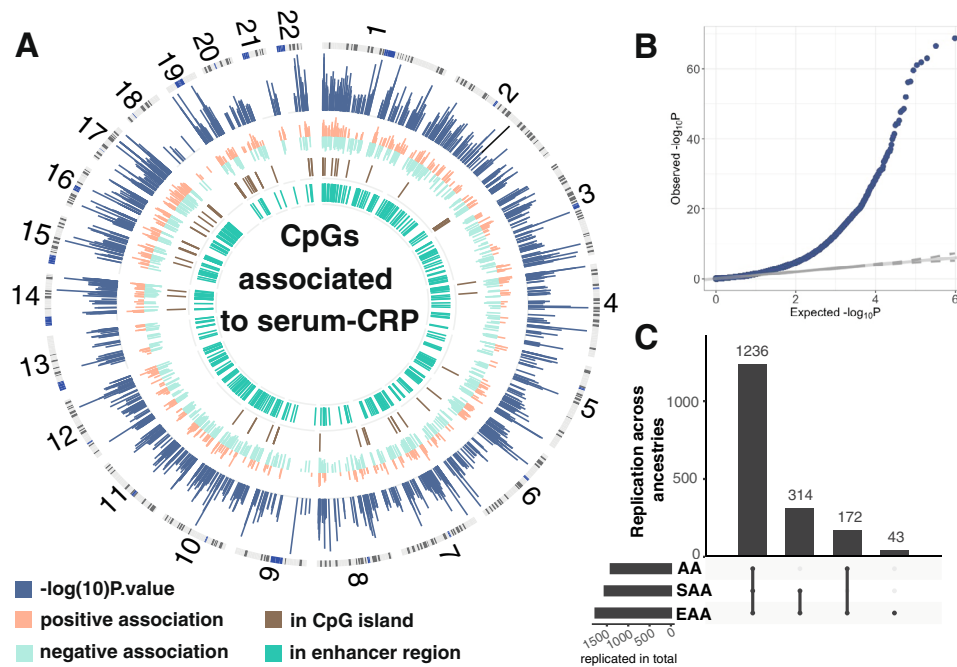 A
1
2
3
4
5
6
7
8
9
10
11
12
13
14
15
16
17
18
19
20
21
22
CpGs
associated
to serum-CRP
-log(10)P.value
positive association
negative association
in CpG island
in enhancer region
B
Observed -log10P
60
40
20
0
0 2 4 6
Expected -log10P
C
Replication across
ancestries
1000
500
0
1236
314
172
43
AA
SAA
EAA
1500 1000 500 0
replicated in total